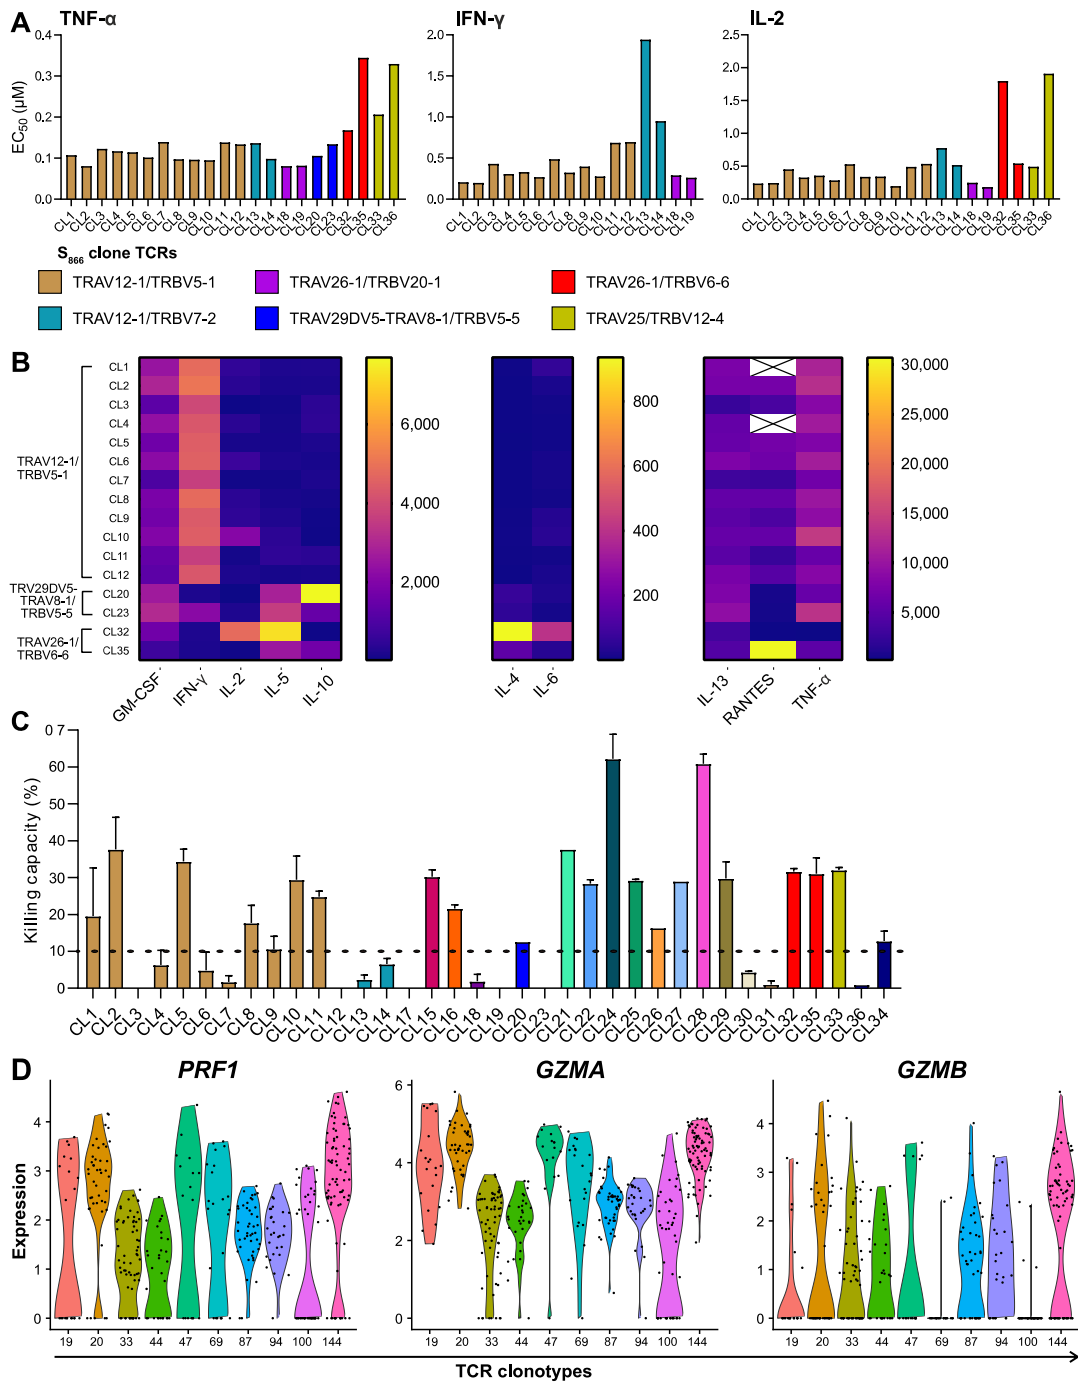 A
TNF-α
IFN-γ
IL-2
EC50 (μM)
0.4
0.3
0.2
0.1
0.0
2.0
1.5
1.0
0.5
0.0
2.5
2.0
1.5
1.0
0.5
0.0
CL1 CL2 CL3 CL4 CL5 CL6 CL7 CL8 CL9 CL10 CL11 CL12 CL13 CL14 CL18 CL19 CL20 CL23 CL32 CL35 CL33 CL36
CL1 CL2 CL3 CL4 CL5 CL6 CL7 CL8 CL9 CL10 CL11 CL12 CL13 CL14 CL18 CL19
CL1 CL2 CL3 CL4 CL5 CL6 CL7 CL8 CL9 CL10 CL11 CL12 CL13 CL14 CL18 CL19 CL32 CL35 CL33 CL36
S866 clone TCRs
TRAV12-1/TRBV5-1
TRAV26-1/TRBV20-1
TRAV26-1/TRBV6-6
TRAV12-1/TRBV7-2
TRAV29DV5-TRAV8-1/TRBV5-5
TRAV25/TRBV12-4
B
TRAV12-1/
TRBV5-1
TRV29DV5-
TRAV8-1/
TRBV5-5
TRAV26-1/
TRBV6-6
CL1
CL2
CL3
CL4
CL5
CL6
CL7
CL8
CL9
CL10
CL11
CL12
CL20
CL23
CL32
CL35
GM-CSF IFN-γ IL-2 IL-5 IL-10
6,000
4,000
2,000
IL-4 IL-6
800
600
400
200
IL-13 RANTES TNF-α
30,000
25,000
20,000
15,000
10,000
5,000
C
Killing capacity (%)
0 7
60
50
40
30
20
10
0
CL1 CL2 CL3 CL4 CL5 CL6 CL7 CL8 CL9 CL10 CL11 CL12 CL13 CL14 CL17 CL15 CL16 CL18 CL19 CL20 CL23 CL21 CL22 CL24 CL25 CL26 CL27 CL28 CL29 CL30 CL31 CL32 CL35 CL33 CL36 CL34
D
PRF1
GZMA
GZMB
Expression
4
3
2
1
0
6
4
2
0
4
3
2
1
0
19 20 33 44 47 69 87 94 100 144
19 20 33 44 47 69 87 94 100 144
19 20 33 44 47 69 87 94 100 144
TCR clonotypes